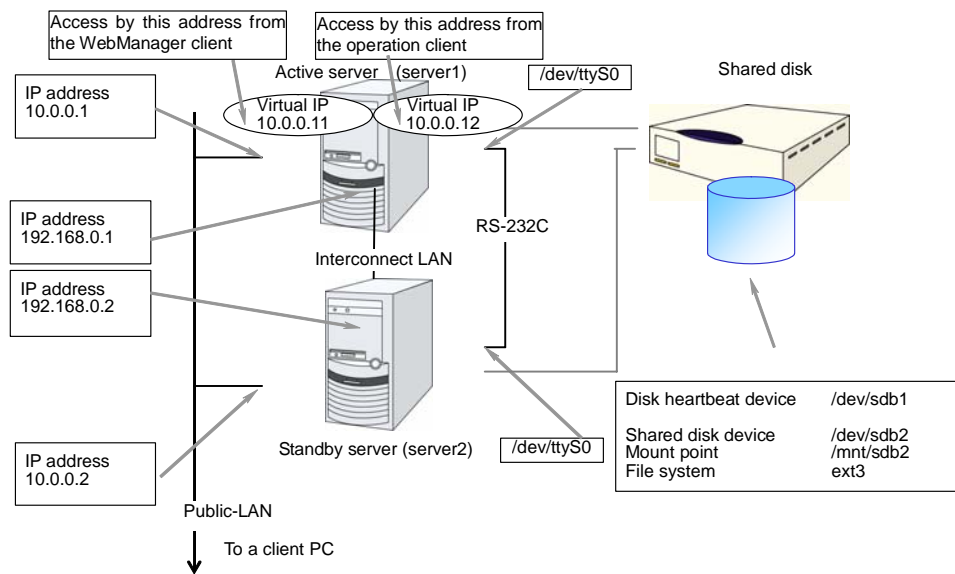 Access by this address from
the WebManager client
Access by this address from
the operation client
Active server (server1)
/dev/ttyS0
Shared disk
IP address
10.0.0.1
Virtual IP
10.0.0.11
Virtual IP
10.0.0.12
IP address
192.168.0.1
RS-232C
Interconnect LAN
IP address
192.168.0.2
Disk heartbeat device /dev/sdb1
Shared disk device /dev/sdb2
Mount point /mnt/sdb2
File system ext3
Standby server (server2)
/dev/ttyS0
IP address
10.0.0.2
Public-LAN
To a client PC